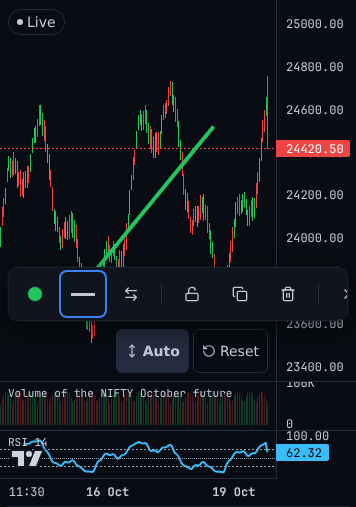 Live
25000.00
24800.00
24600.00
24420.50
24200.00
24000.00
23600.00
Auto
Reset
23400.00
Volume of the NIFTY October future
100K
0
RSI 14
100.00
62.32
11:30
16 Oct
19 Oct